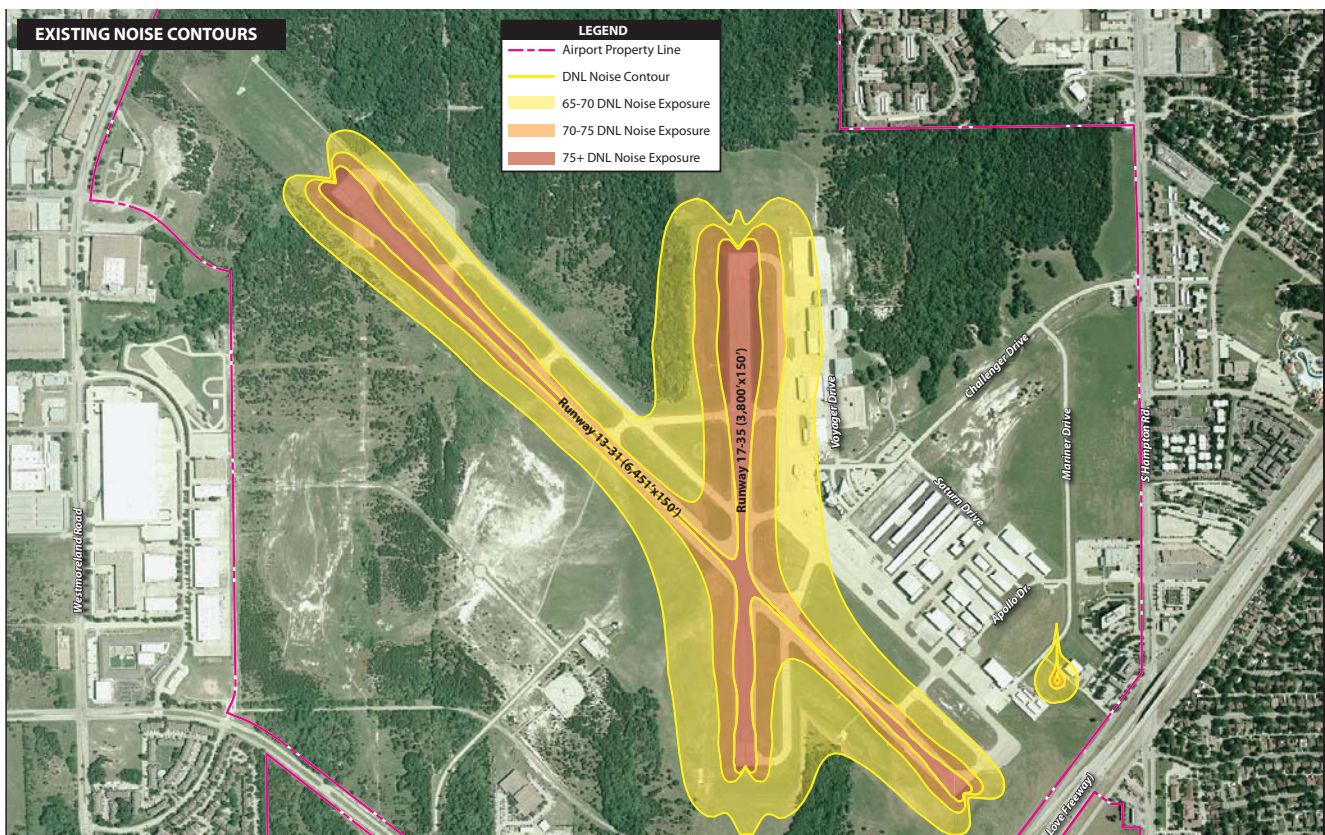 EXISTING NOISE CONTOURS
LEGEND
Airport Property Line
DNL Noise Contour
65-70 DNL Noise Exposure
70-75 DNL Noise Exposure
75+ DNL Noise Exposure
Runway 13-31 (6,451'x150')
Runway 17-35 (3,800'x150')
Voyager Drive
Challenger Drive
Mariner Drive
S Hampton Rd.
Saturn Drive
Apollo Dr.
Westmoreland Road
Love Freeway)